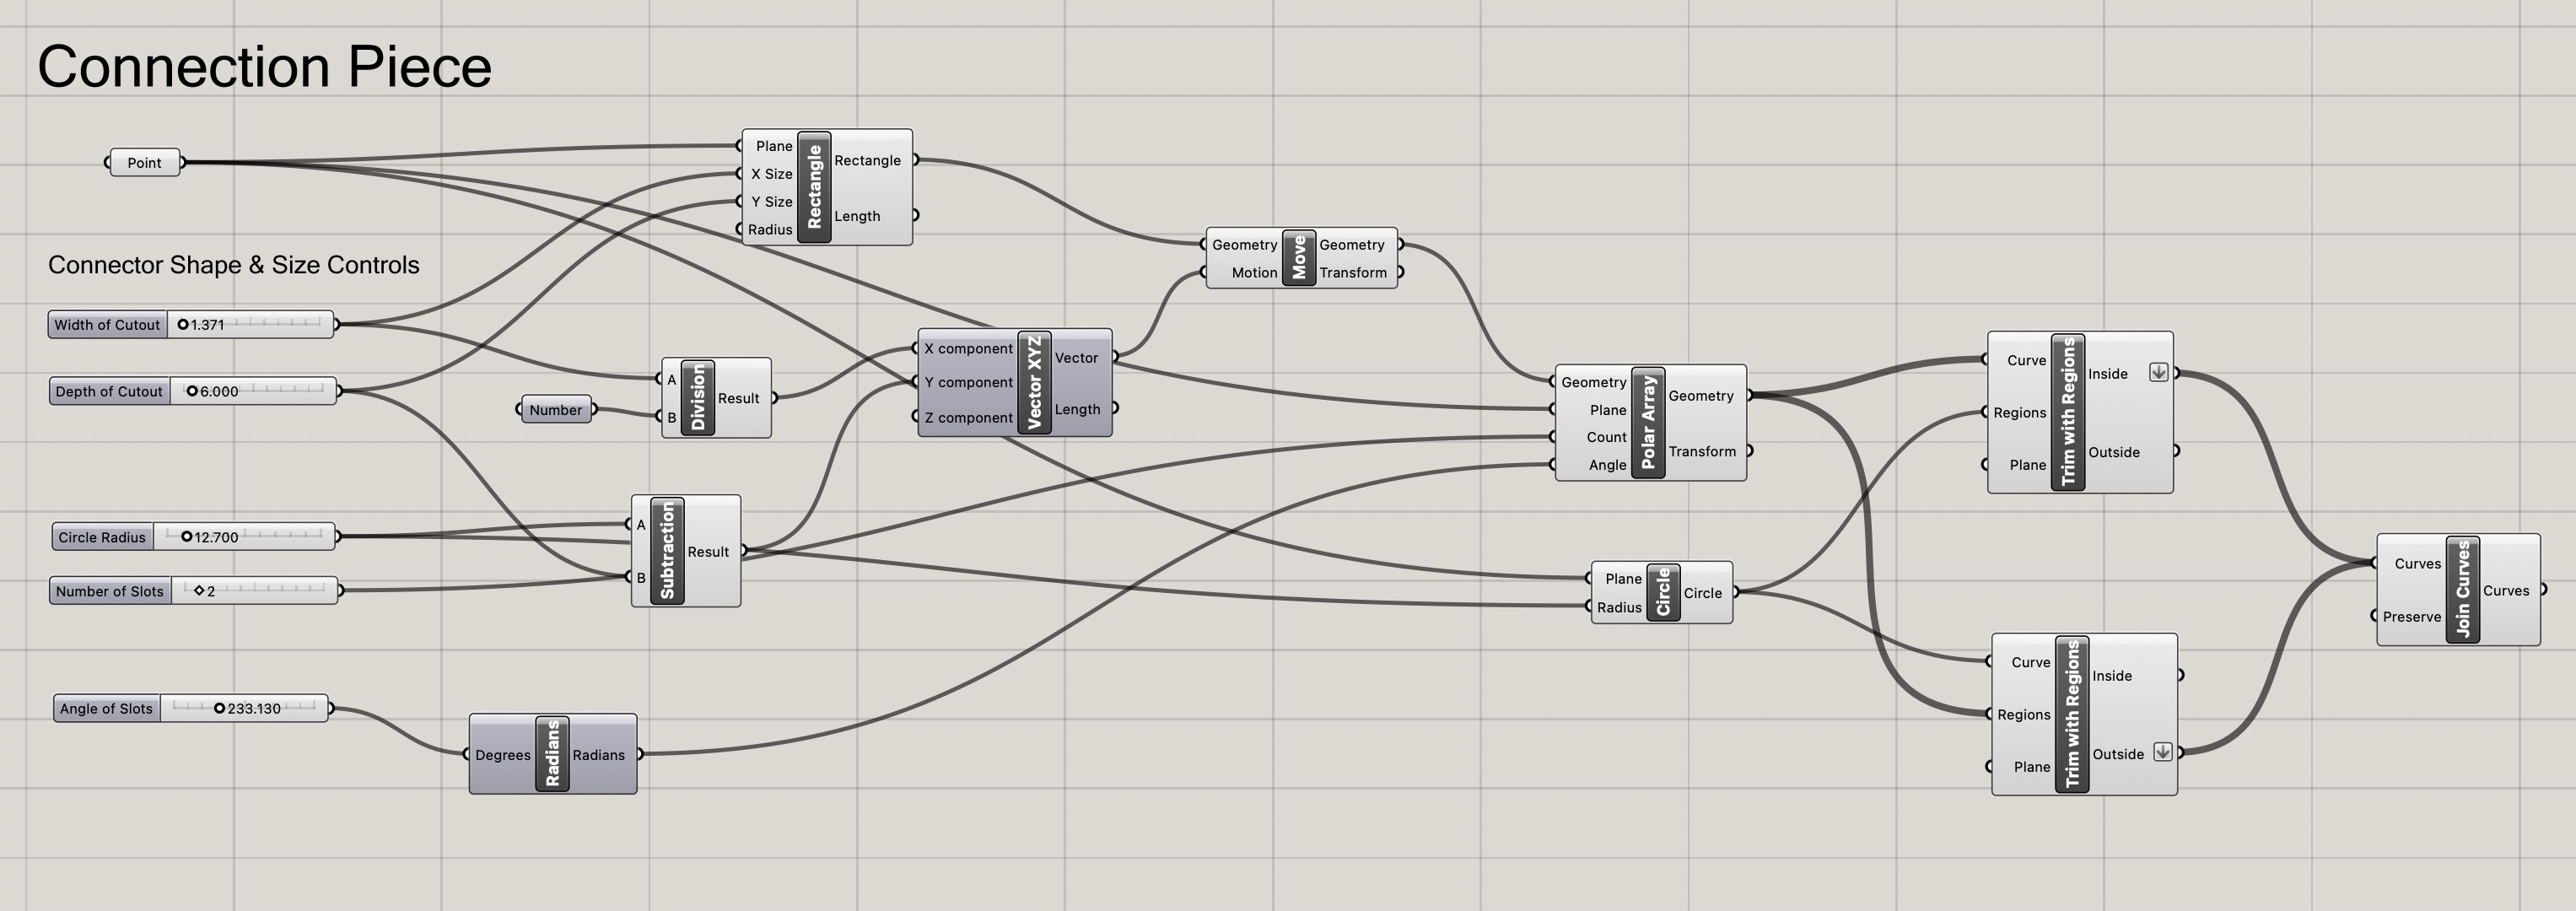 Connection Piece
Point
Plane
X Size
Y Size
Radius
Rectangle
Rectangle
Length
Connector Shape & Size Controls
Width of Cutout 1.371
Depth of Cutout 6.000
Number
A
B
Division
Result
X component
Y component
Z component
Vector XYZ
Vector
Length
Geometry
Motion
Move
Geometry
Transform
Circle Radius 12.700
Number of Slots 2
A
B
Subtraction
Result
Angle of Slots 233.130
Degrees
Radians
Radians
Geometry
Plane
Count
Angle
Polar Array
Geometry
Transform
Plane
Radius
Circle
Circle
Curve
Regions
Plane
Trim with Regions
Inside
Outside
Curve
Regions
Plane
Trim with Regions
Inside
Outside
Curves
Preserve
Join Curves
Curves